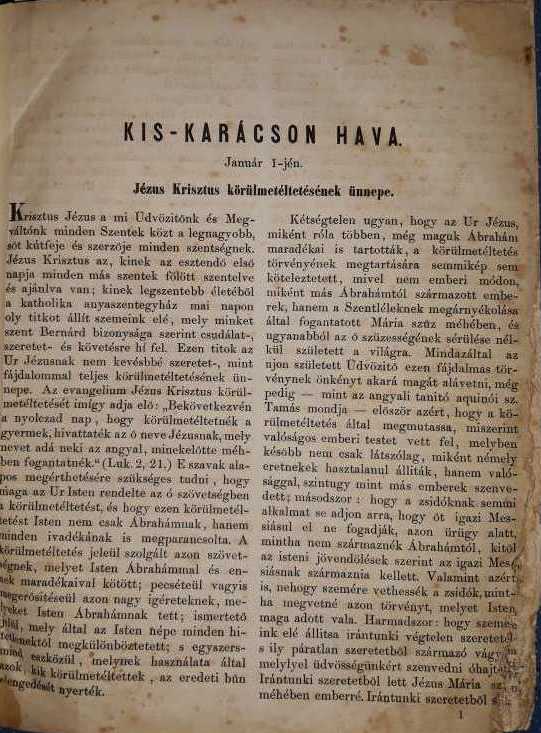 KIS-KARÁCSON HAVA.
Január 1-jén.
Jézus Krisztus körülmetéltetésének ünnepe.
Krisztus Jézus a mi Udvözitönk és Meg-
váltónk minden Szentek közt a legnagyobb,
sőt kútfeje és szerzője minden szentségnek.
Jézus Krisztus az, kinek az esztendő első
napja minden más szentek fölött szentelve
és ajánlva van; kinek legszentebb életéből
a katholika anyaszentegyház mai napon
oly titkot állít szemeink elé, mely minket
szent Bernárd bizonysága szerint csudálat-,
szeretet- és követésre hí fel. Ezen titok az
Ur Jézusnak nem kevésbbé szeretet-, mint
fájdalommal teljes körülmetéltetésének ün-
nepe. Az evangelium Jézus Krisztus körül-
metéltetését imígy adja elő: „Bekövetkezvén
a nyolczad nap, hogy körülmetéltetnék a
gyermek, hivattaték az ő neve Jézusnak, mely
nevet adá neki az angyal, minekelőtte méh-
ben fogantatnék.“ (Luk. 2, 21.) E szavak ala-
pos megérthetésére szükséges tudni, hogy
maga az Ur Isten rendelte az ó szövetségben
a körülmetéltetést, és hogy ezen körülmetél-
tetést Isten nem csak Ábrahámnak, hanem
minden ivadékának is megparancsolta. A
körülmetéltetés jeleül szolgált azon szövet-
ségnek, melyet Isten Ábrahámmal és en-
nek maradékaival kötött; pecséteül vagyis
megerősítéseül azon nagy igéreteknek, me-
lyeket Isten Ábrahámnak tett; ismertető
jelül, mely által az Isten népe minden hi-
tetlenektől megkülönböztetett; s egyszers-
mind eszközül, melynek használata által
azok, kik körülmetéltettek, az eredeti bün
elengedését nyerték.
Kétségtelen ugyan, hogy az Ur Jézus,
miként róla többen, még maguk Ábrahám
maradékai is tartották, a körülmetéltetés
törvényének megtartására semmikép sem
köteleztetett, mivel nem emberi módon,
miként más Ábrahámtól származott embe-
rek, hanem a Szentléleknek megárnyékolása
által fogantatott Mária szüz méhében, és
ugyanabból az ő szüzességének sérülése nél-
kül született a világra. Mindazáltal az
ujon született Udvözitő ezen fájdalmas tör-
vénynek önkényt akará magát alávetni, még
pedig — mint az angyali tanitó aquinói sz.
Tamás mondja — először azért, hogy a kö-
rülmetéltetés által megmutassa, miszerint
valóságos emberi testet vett fel, melyben
később nem csak látszólag, miként némely
eretnekek hasztalanul állíták, hanem való-
sággal, szintugy mint más emberek szenve-
dett; másodszor: hogy a zsidóknak semmi
alkalmat se adjon arra, hogy őt igazi Mes-
siásul el ne fogadják, azon ürügy alatt,
mintha nem származnék Ábrahámtól, kitől
az isteni jövendölések szerint az igazi Mes-
siásnak származnia kellett. Valamint azért
is, nehogy szemére vethessék a zsidók, mint-
ha megvetné azon törvényt, melyet Isten
maga adott vala. Harmadszor: hogy szeme-
ink elé állitsa irántunki végtelen szeretetét
s ily páratlan szeretetből származó
melylyel üdvösségünkért szenvedni óhajt
Irántunki szeretetből lett Jézus Mária
méhében emberré. Irántunki szeretetből
1